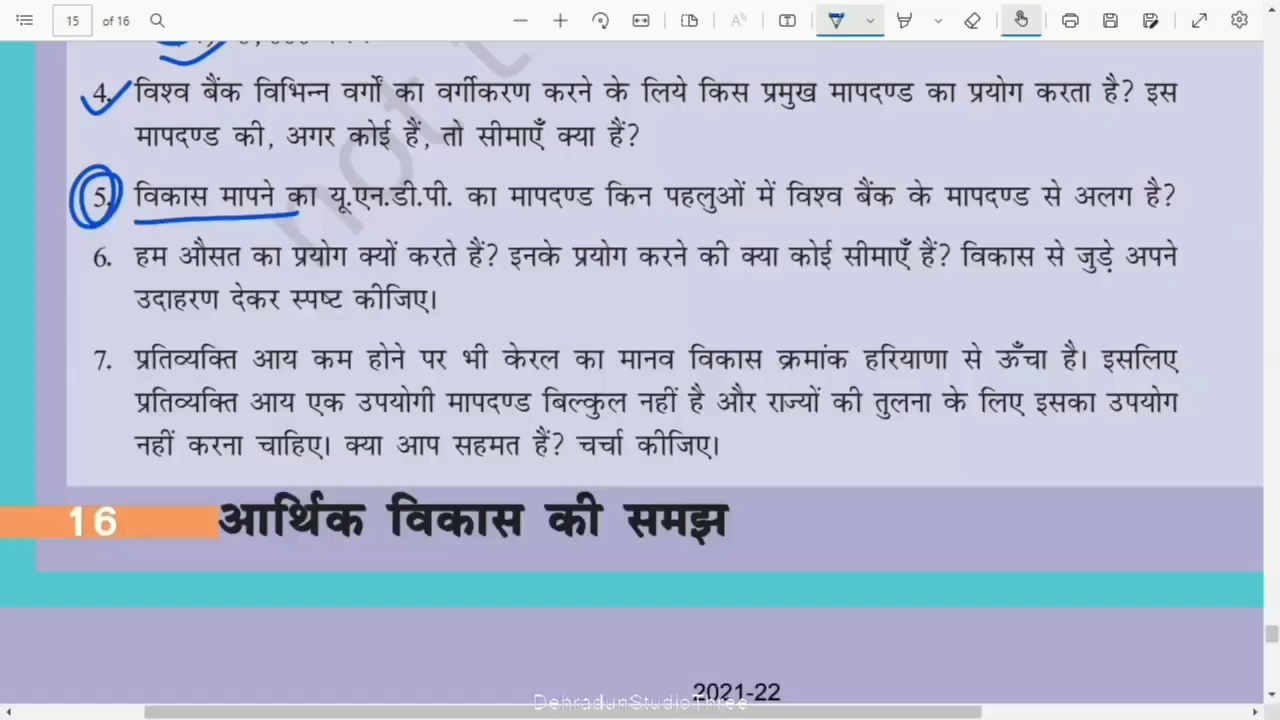 15 of 16
4. विश्व बैंक विभिन्न वर्गों का वर्गीकरण करने के लिये किस प्रमुख मापदण्ड का प्रयोग करता है? इस
मापदण्ड की, अगर कोई हैं, तो सीमाएँ क्या हैं?
5. विकास मापने का यू.एन.डी.पी. का मापदण्ड किन पहलुओं में विश्व बैंक के मापदण्ड से अलग है?
6. हम औसत का प्रयोग क्यों करते हैं? इनके प्रयोग करने की क्या कोई सीमाएँ हैं? विकास से जुड़े अपने
उदाहरण देकर स्पष्ट कीजिए।
7. प्रतिव्यक्ति आय कम होने पर भी केरल का मानव विकास क्रमांक हरियाणा से ऊँचा है। इसलिए
प्रतिव्यक्ति आय एक उपयोगी मापदण्ड बिल्कुल नहीं है और राज्यों की तुलना के लिए इसका उपयोग
नहीं करना चाहिए। क्या आप सहमत हैं? चर्चा कीजिए।
16 आर्थिक विकास की समझ
2021-22
DehradunStudioThree
not t